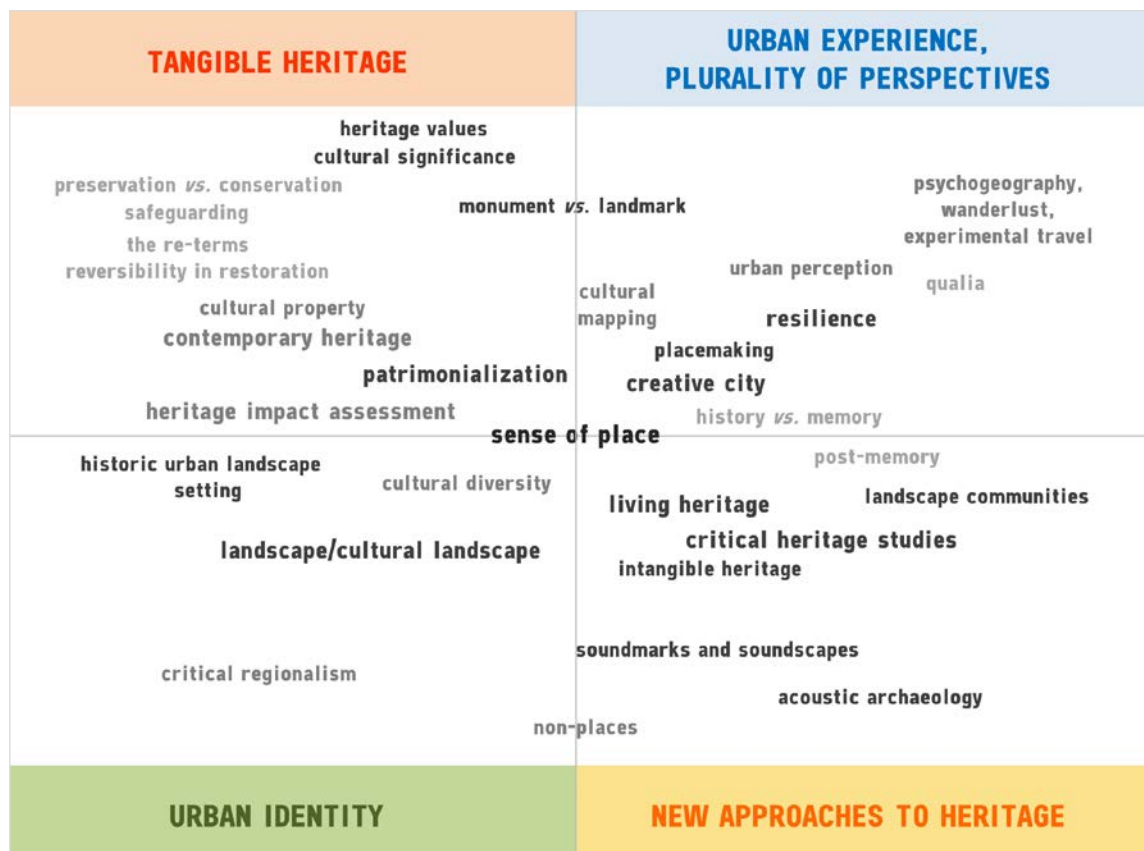 TANGIBLE HERITAGE
URBAN EXPERIENCE,
PLURALITY OF PERSPECTIVES
heritage values
cultural significance
preservation vs. conservation
safeguarding
monument vs. landmark
the re-terms
reversibility in restoration
cultural property
contemporary heritage
patrimonialization
heritage impact assessment
psychogeography,
wanderlust,
experimental travel
urban perception
qualia
cultural
mapping
resilience
placemaking
creative city
history vs. memory
sense of place
historic urban landscape
setting
cultural diversity
landscape/cultural landscape
critical regionalism
post-memory
landscape communities
living heritage
critical heritage studies
intangible heritage
soundmarks and soundscapes
acoustic archaeology
non-places
URBAN IDENTITY
NEW APPROACHES TO HERITAGE